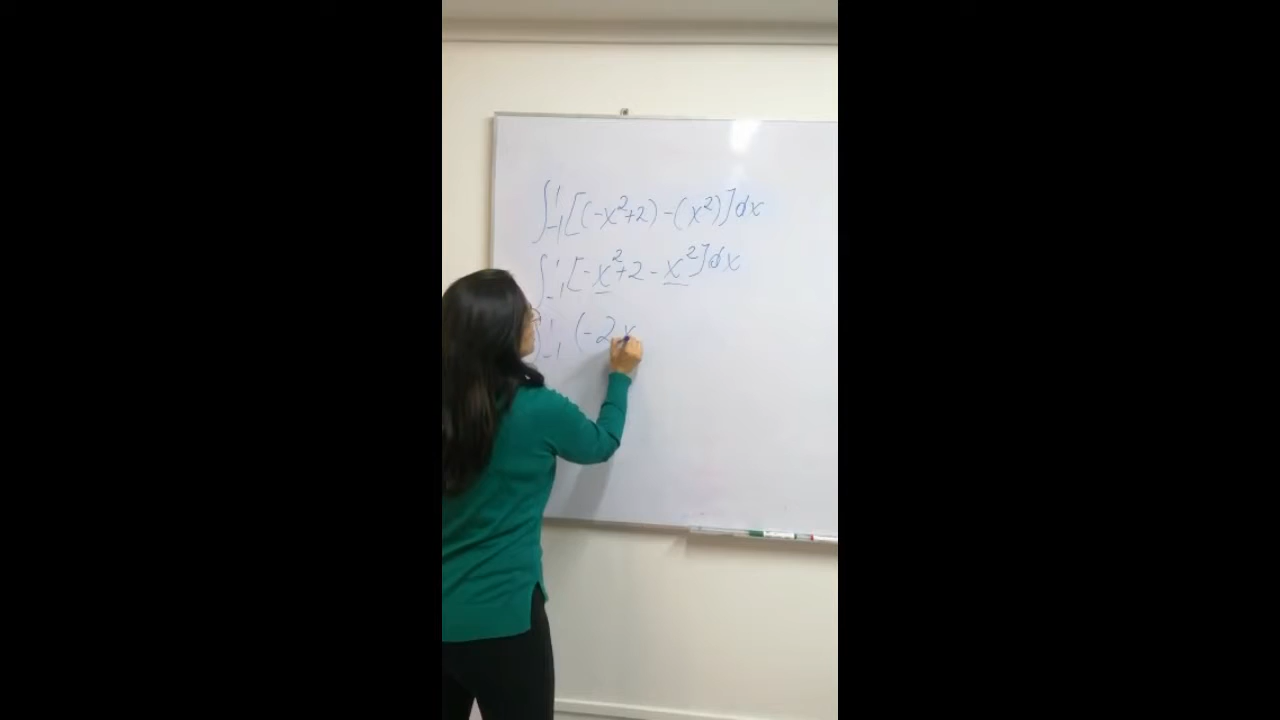 ∫₋₁¹ [(-x²+2) - (x²)] dx
∫₋₁¹ [-x²+2 - x²] dx
∫₋₁¹ (-2x